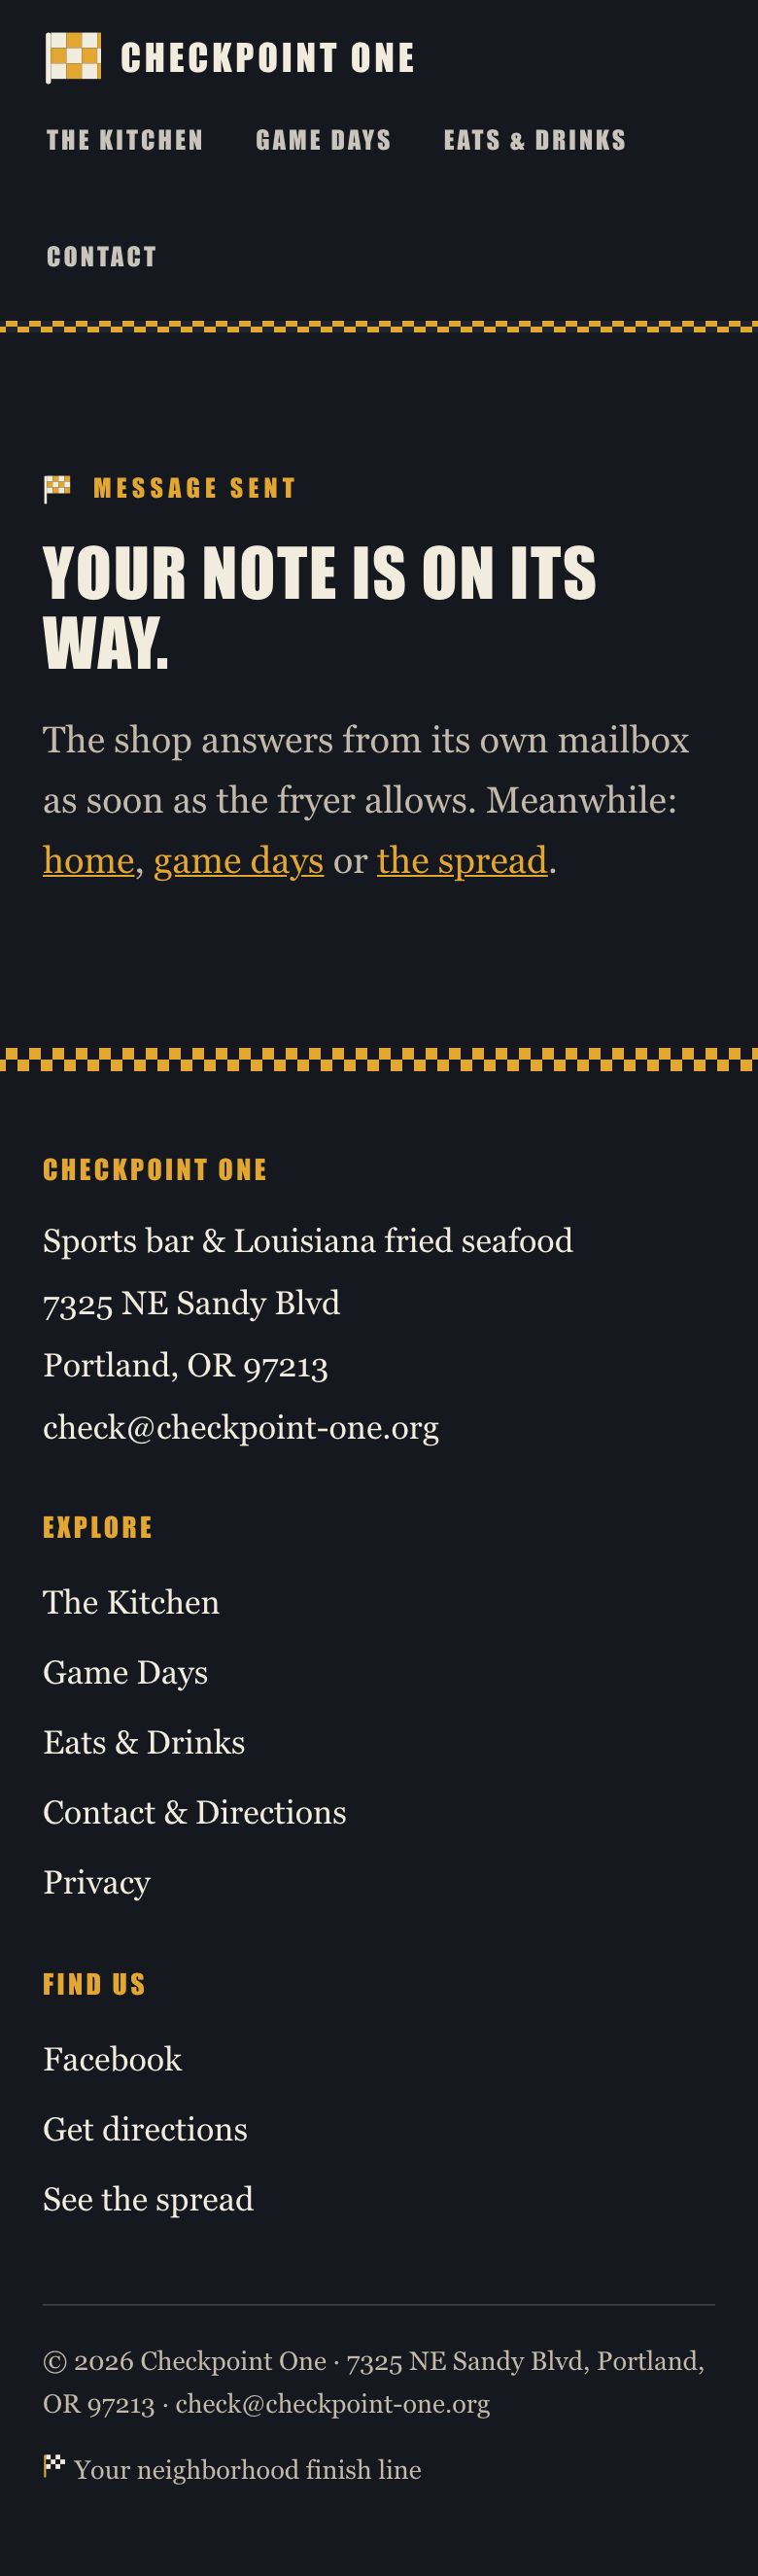 CHECKPOINT ONE
THE KITCHEN GAME DAYS EATS & DRINKS
CONTACT
MESSAGE SENT
YOUR NOTE IS ON ITS
WAY.
The shop answers from its own mailbox
as soon as the fryer allows. Meanwhile:
home, game days or the spread.
CHECKPOINT ONE
Sports bar & Louisiana fried seafood
7325 NE Sandy Blvd
Portland, OR 97213
check@checkpoint-one.org
EXPLORE
The Kitchen
Game Days
Eats & Drinks
Contact & Directions
Privacy
FIND US
Facebook
Get directions
See the spread
© 2026 Checkpoint One · 7325 NE Sandy Blvd, Portland,
OR 97213 · check@checkpoint-one.org
Your neighborhood finish line